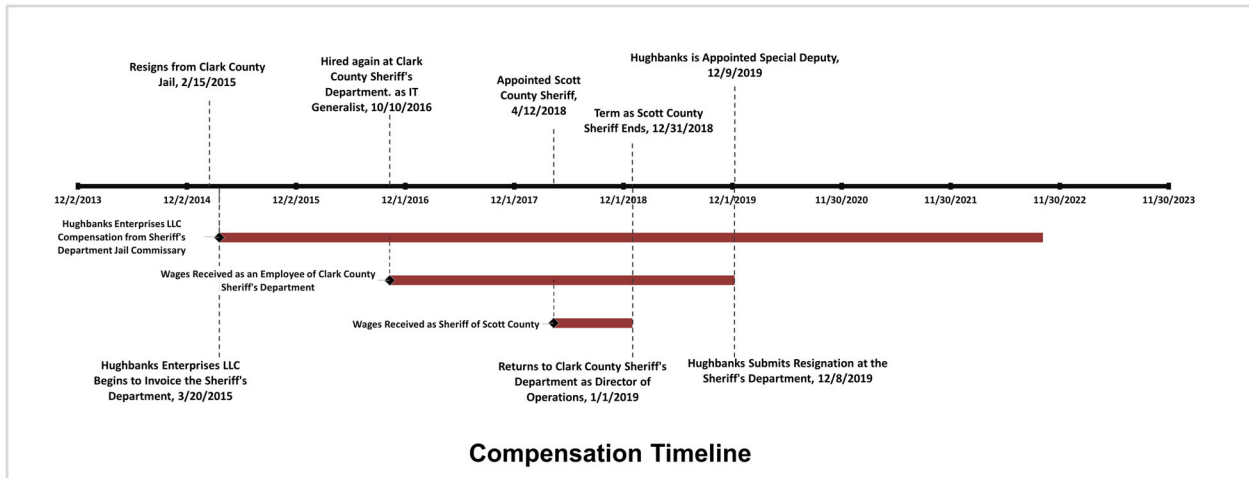 Resigns from Clark County
Jail, 2/15/2015
Hired again at Clark
County Sheriff's
Department. as IT
Generalist, 10/10/2016
Appointed Scott
County Sheriff,
4/12/2018
Term as Scott County
Sheriff Ends, 12/31/2018
Hughbanks is Appointed Special Deputy,
12/9/2019
12/2/2013
12/2/2014
12/2/2015
12/1/2016
12/1/2017
12/1/2018
12/1/2019
11/30/2020
11/30/2021
11/30/2022
11/30/2023
Hughbanks Enterprises LLC
Compensation from Sheriff's
Department Jail Commissary
Wages Received as an Employee of Clark County
Sheriff's Department
Wages Received as Sheriff of Scott County
Hughbanks Enterprises LLC
Begins to Invoice the Sheriff's
Department, 3/20/2015
Returns to Clark County Sheriff's
Department as Director of
Operations, 1/1/2019
Hughbanks Submits Resignation at the
Sheriff's Department, 12/8/2019
Compensation Timeline